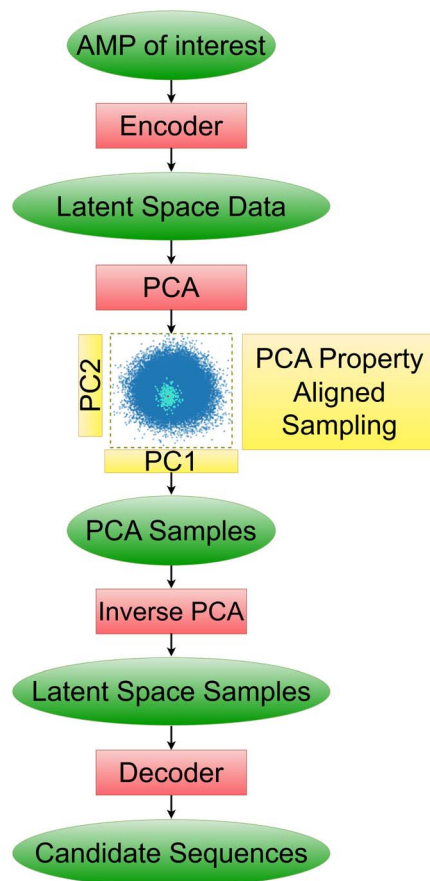 AMP of interest
Encoder
Latent Space Data
PCA
PC2
PCA Property
Aligned
Sampling
PC1
PCA Samples
Inverse PCA
Latent Space Samples
Decoder
Candidate Sequences